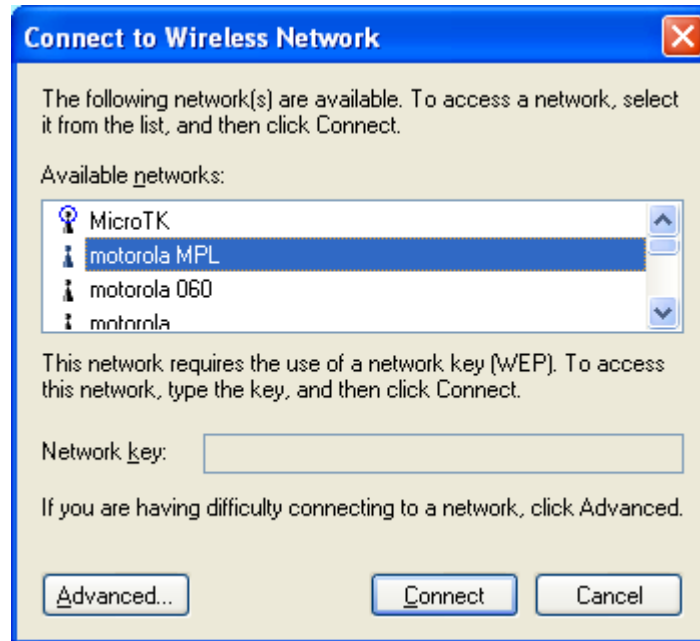 Connect to Wireless Network
The following network(s) are available. To access a network, select
it from the list, and then click Connect.
Available networks:
MicroTK
motorola MPL
motorola 060
motorola
This network requires the use of a network key (WEP). To access
this network, type the key, and then click Connect.
Network key:
If you are having difficulty connecting to a network, click Advanced.
Advanced... Connect Cancel